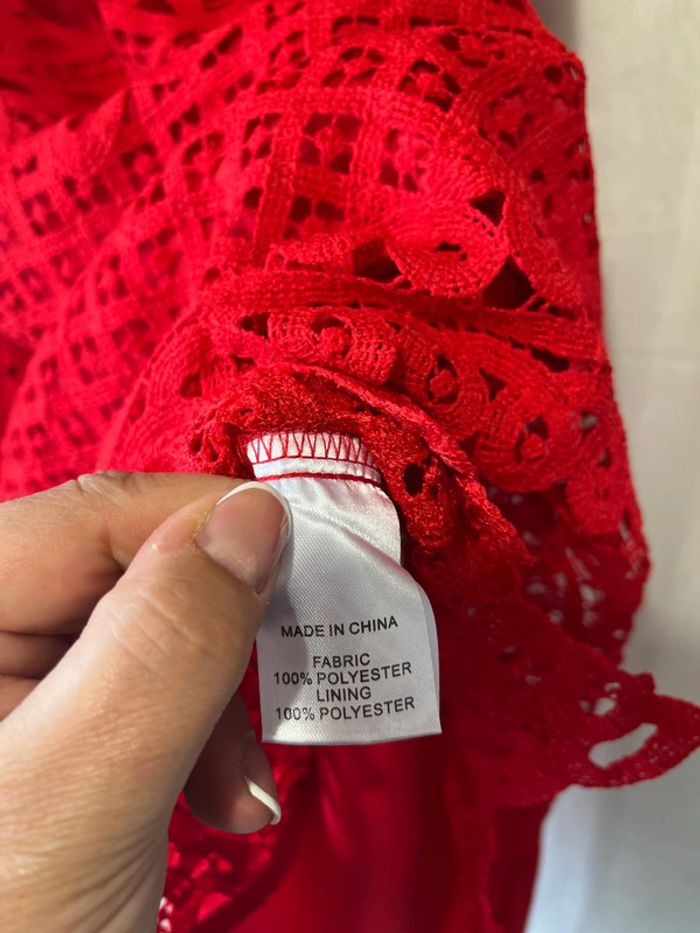 MADE IN CHINA
FABRIC
100% POLYESTER
LINING
100% POLYESTER